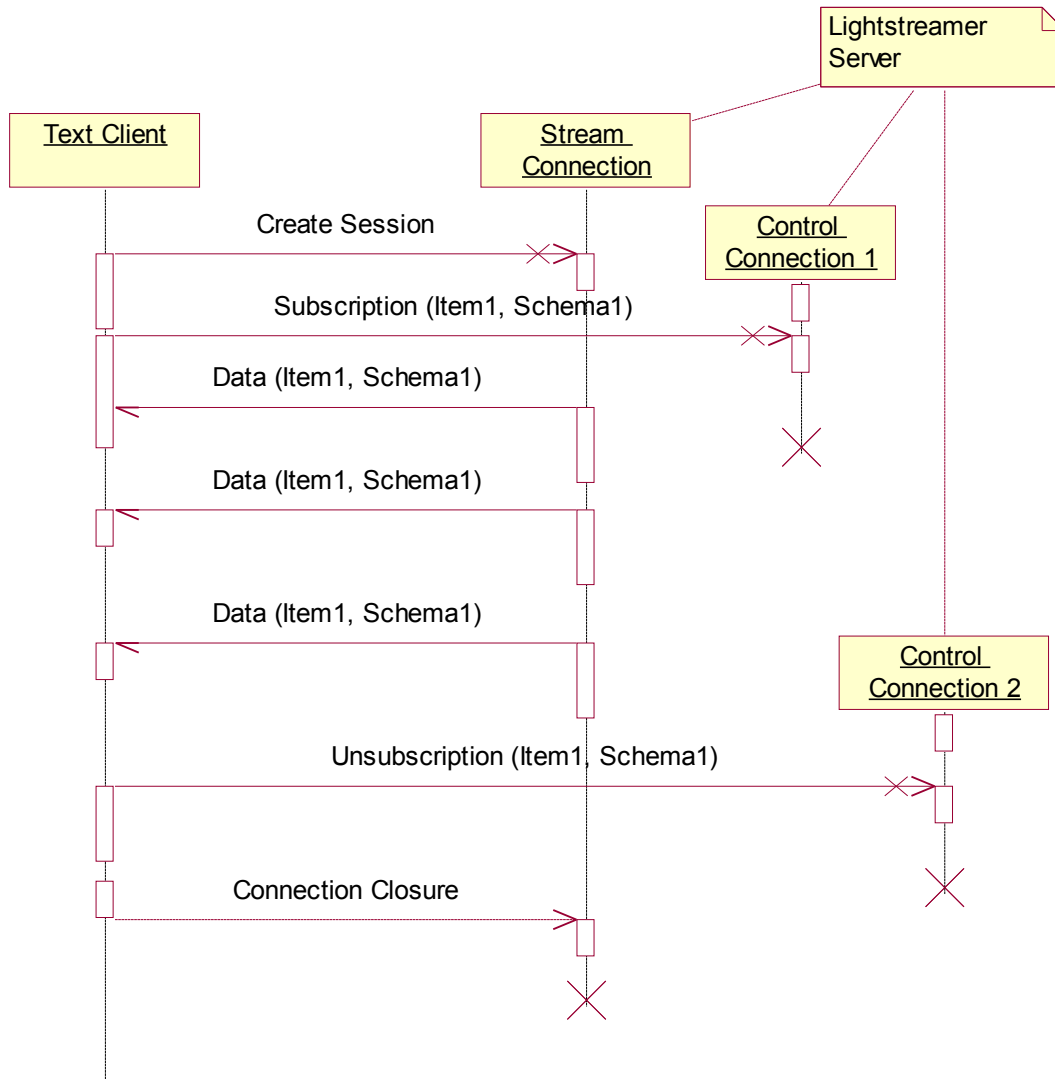 Lightstreamer
Server
Text Client
Stream
Connection
Control
Connection 1
Create Session
Subscription (Item1, Schema1)
Data (Item1, Schema1)
Data (Item1, Schema1)
Data (Item1, Schema1)
Control
Connection 2
Unsubscription (Item1, Schema1)
Connection Closure